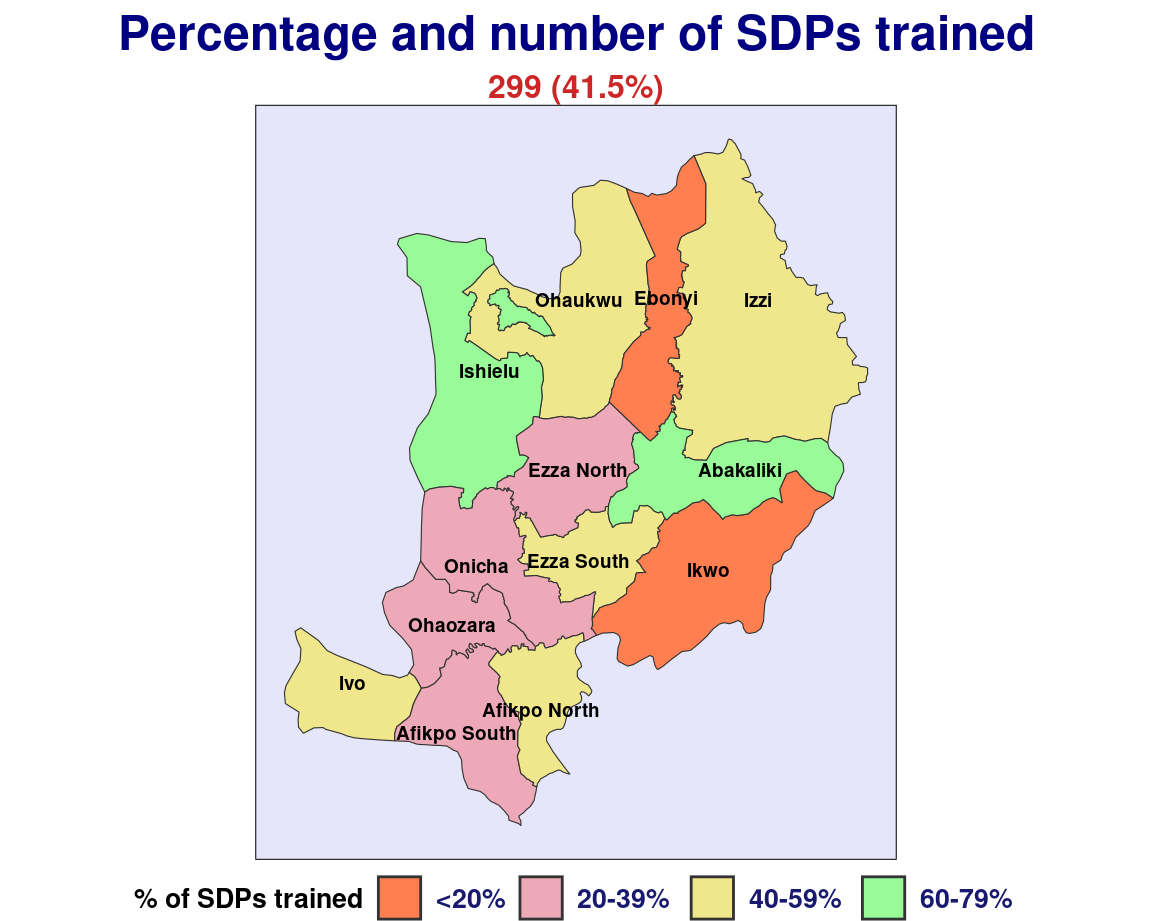 Percentage and number of SDPs trained
299 (41.5%)
Ohaukwu
Ebonyi
Izzi
Ishielu
Ezza North
Abakaliki
Onicha
Ezza South
Ikwo
Ohaozara
Ivo
Afikpo North
Afikpo South
% of SDPs trained <20% 20-39% 40-59% 60-79%